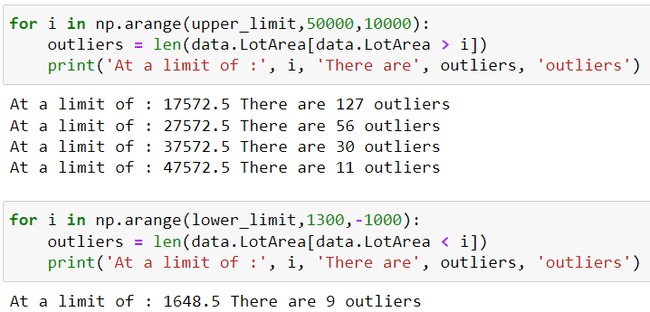 for i in np.arange(upper_limit,50000,10000):
    outliers = len(data.LotArea[data.LotArea > i])
    print('At a limit of :', i, 'There are', outliers, 'outliers')
At a limit of : 17572.5 There are 127 outliers
At a limit of : 27572.5 There are 56 outliers
At a limit of : 37572.5 There are 30 outliers
At a limit of : 47572.5 There are 11 outliers
for i in np.arange(lower_limit,1300,-1000):
    outliers = len(data.LotArea[data.LotArea < i])
    print('At a limit of :', i, 'There are', outliers, 'outliers')
At a limit of : 1648.5 There are 9 outliers